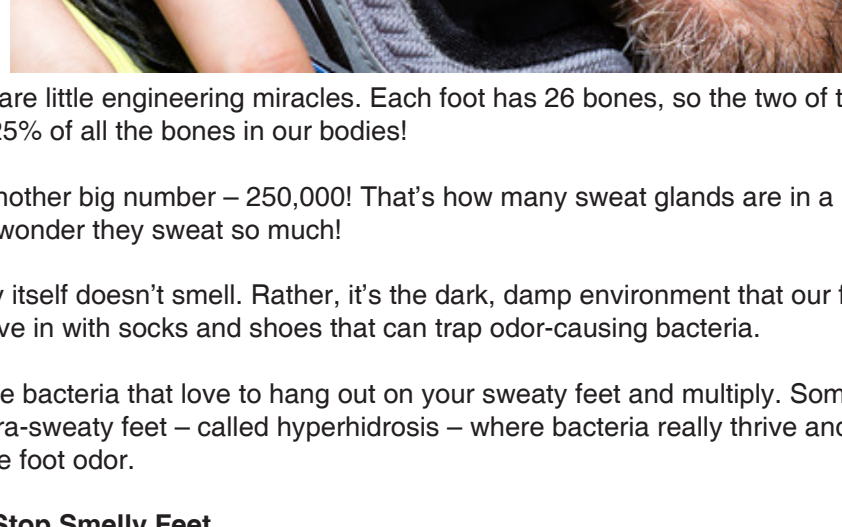 are little engineering miracles. Each foot has 26 bones, so the two of
25% of all the bones in our bodies!
another big number – 250,000! That’s how many sweat glands are in a
wonder they sweat so much!
itself doesn’t smell. Rather, it’s the dark, damp environment that our
in with socks and shoes that can trap odor-causing bacteria.
bacteria that love to hang out on your sweaty feet and multiply.
-sweaty feet – called hyperhidrosis – where bacteria really thrive and
foot odor.
Stop Smelly Feet